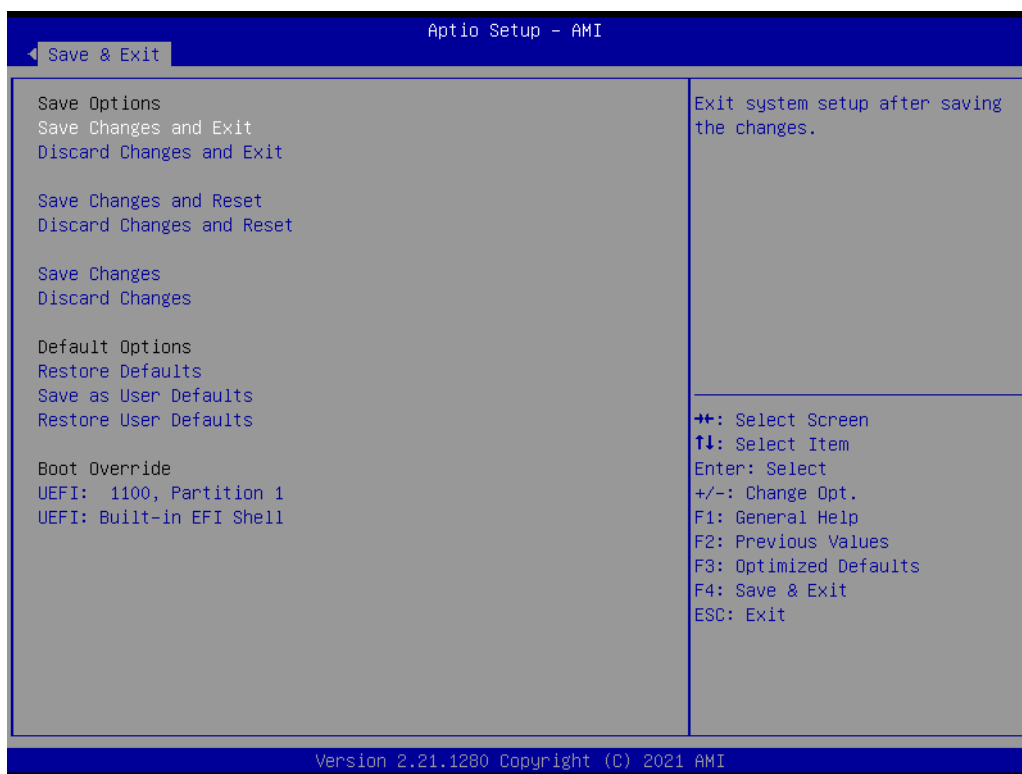 Aptio Setup - AMI
Save & Exit
Save Options
Save Changes and Exit
Discard Changes and Exit
Save Changes and Reset
Discard Changes and Reset
Save Changes
Discard Changes
Default Options
Restore Defaults
Save as User Defaults
Restore User Defaults
Boot Override
UEFI:  1100, Partition 1
UEFI: Built-in EFI Shell
Exit system setup after saving
the changes.
→←: Select Screen
↑↓: Select Item
Enter: Select
+/-: Change Opt.
F1: General Help
F2: Previous Values
F3: Optimized Defaults
F4: Save & Exit
ESC: Exit
Version 2.21.1280 Copyright (C) 2021 AMI